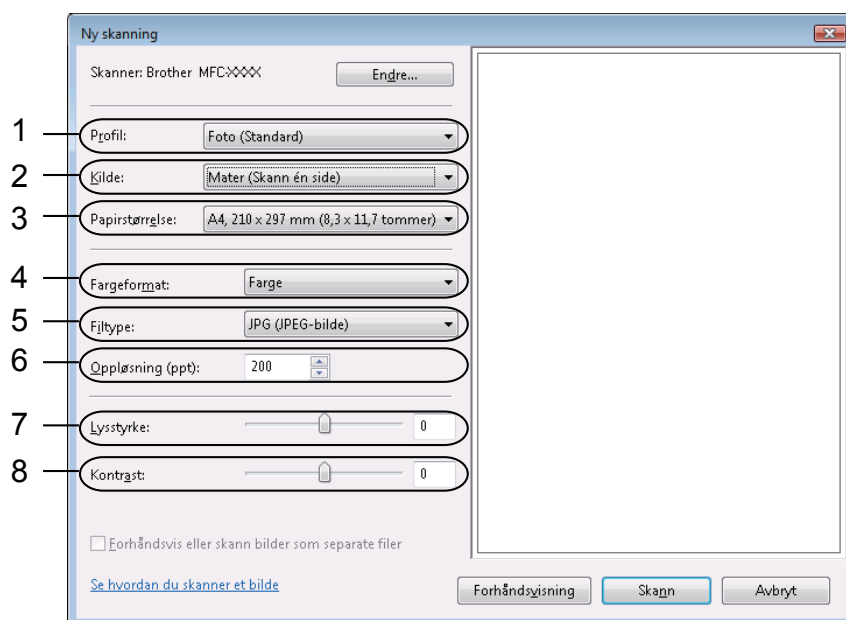 Ny skanning
Skanner: Brother MFC-XXXX
Endre...
1 Profil: Foto (Standard)
2 Kilde: Mater (Skann én side)
3 Papirstørrelse: A4, 210 x 297 mm (8,3 x 11,7 tommer)
4 Fargeformat: Farge
5 Filtype: JPG (JPEG-bilde)
6 Oppløsning (ppt): 200
7 Lysstyrke: 0
8 Kontrast: 0
Forhåndsvis eller skann bilder som separate filer
Se hvordan du skanner et bilde
Forhåndsvisning Skann Avbryt